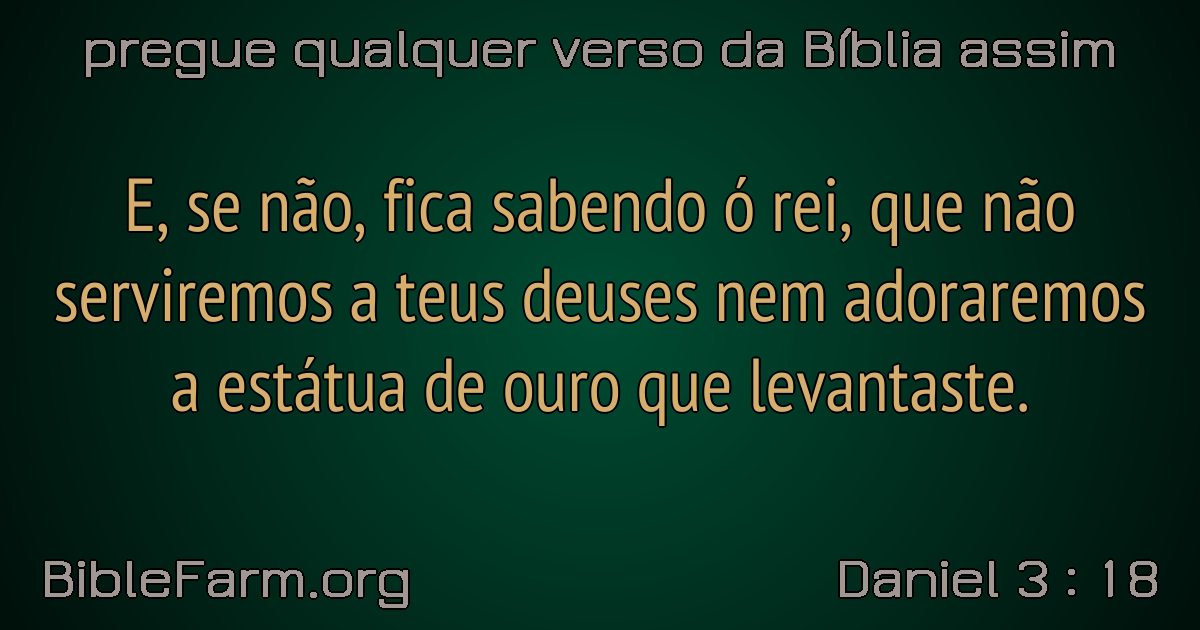 pregue qualquer verso da Bíblia assim
E, se não, fica sabendo ó rei, que não
serviremos a teus deuses nem adoraremos
a estátua de ouro que levantaste.
BibleFarm.org
Daniel 3 : 18